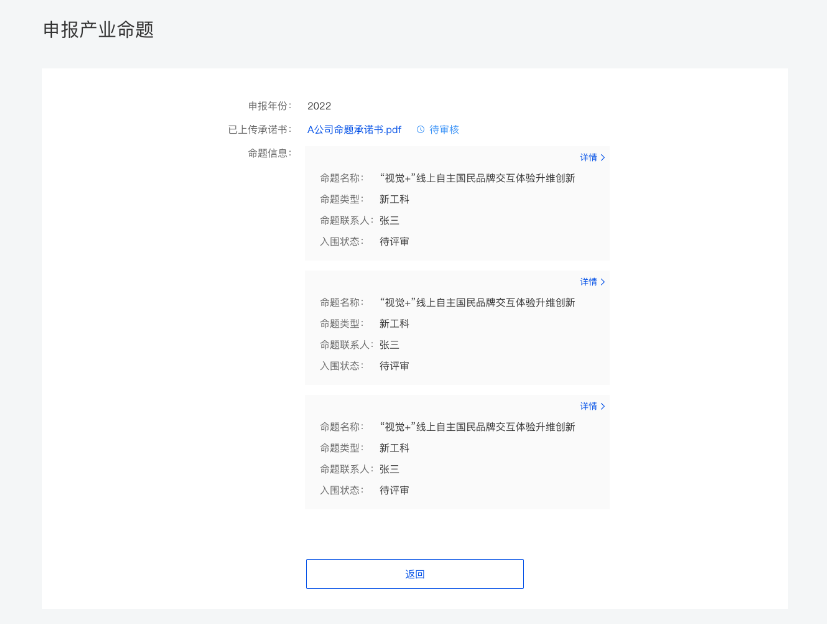 申报产业命题
申报年份： 2022
已上传承诺书： A公司命题承诺书.pdf 待审核
命题信息：
详情
命题名称： “视觉+”线上自主国民品牌交互体验升维创新
命题类型： 新工科
命题联系人： 张三
入围状态： 待评审
详情
命题名称： “视觉+”线上自主国民品牌交互体验升维创新
命题类型： 新工科
命题联系人： 张三
入围状态： 待评审
详情
命题名称： “视觉+”线上自主国民品牌交互体验升维创新
命题类型： 新工科
命题联系人： 张三
入围状态： 待评审
返回